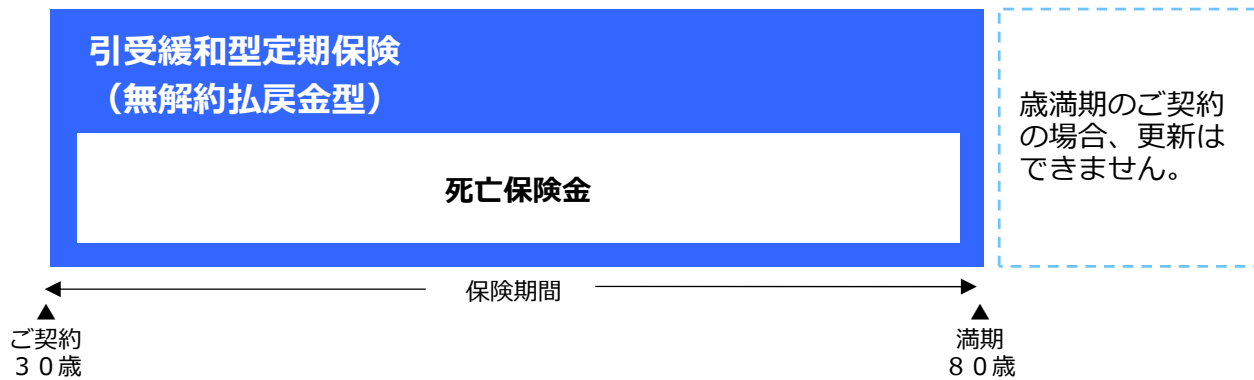 引受緩和型定期保険
（無解約払戻金型）
死亡保険金
歳満期のご契約
の場合、更新は
できません。
保険期間
▲
ご契約
３０歳
▲
満期
８０歳